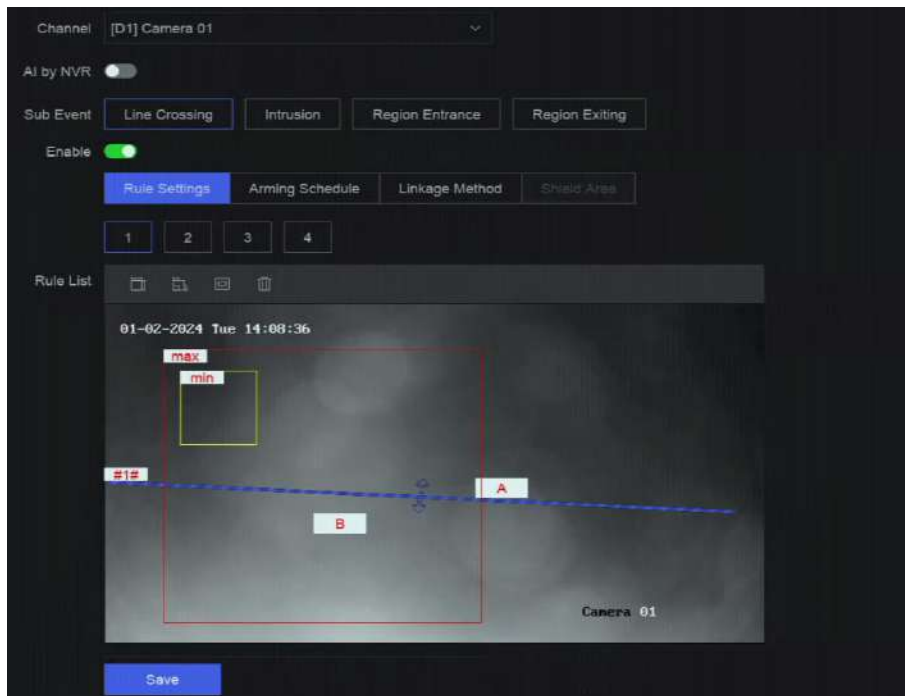 Channel [D1] Camera 01
AI by NVR
Sub Event Line Crossing Intrusion Region Entrance Region Exiting
Enable
Rule Settings Arming Schedule Linkage Method Shield Area
1 2 3 4
Rule List
01-02-2024 Tue 14:08:36
max
min
#1#
A
B
Camera 01
Save